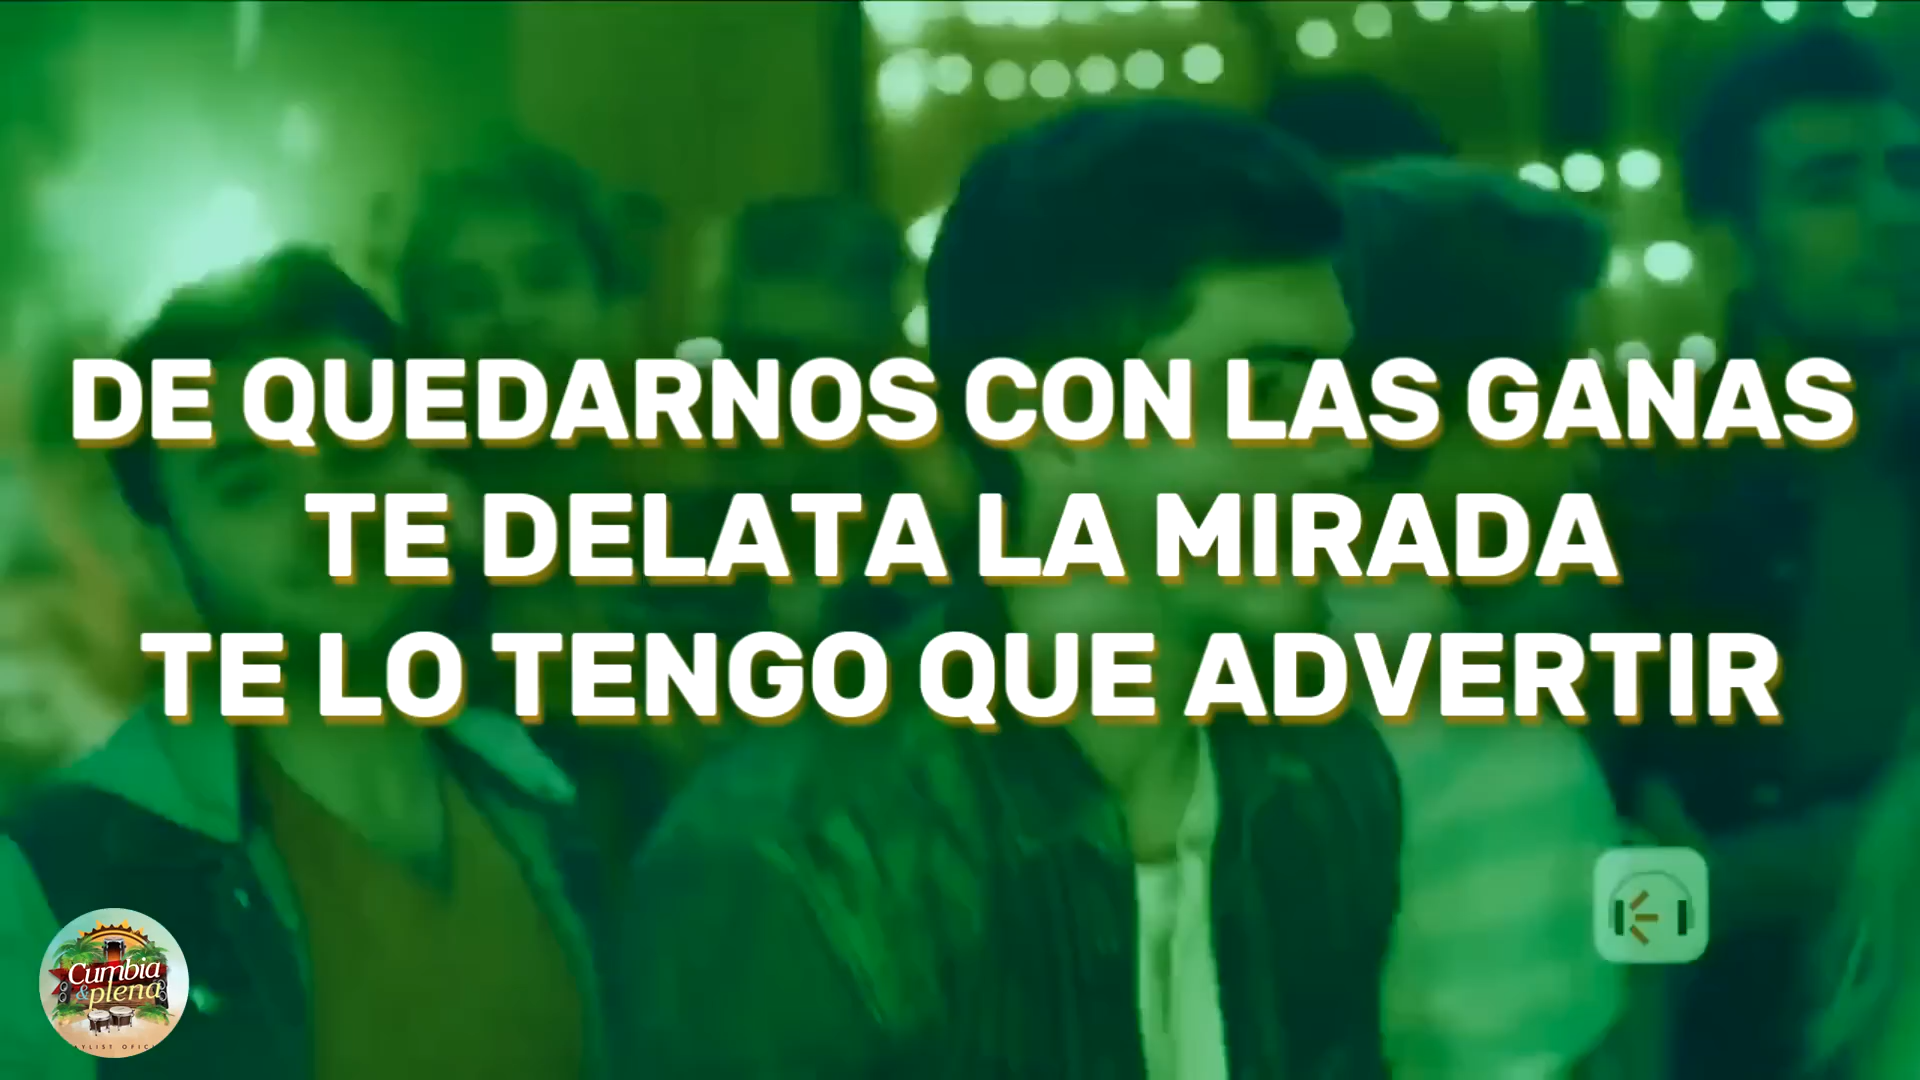 DE QUEDARNOS CON LAS GANAS
TE DELATA LA MIRADA
TE LO TENGO QUE ADVERTIR
Cumbia
&plena